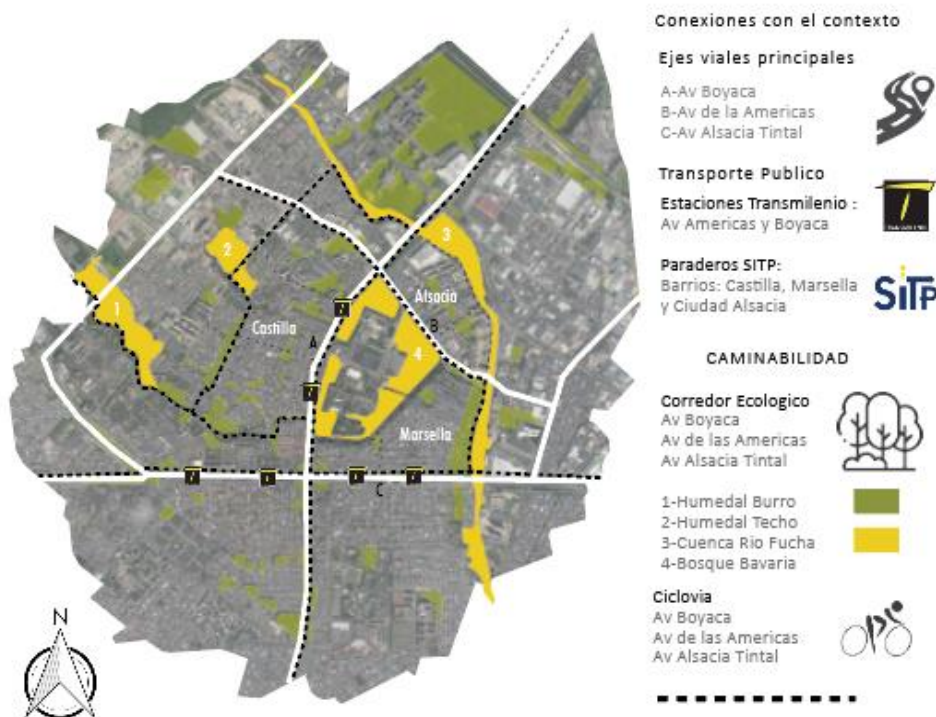 Conexiones con el contexto
Ejes viales principales
A-Av Boyaca
B-Av de la Americas
C-Av Alsacia Tintal
Transporte Publico
Estaciones Transmilenio :
Av Americas y Boyaca
Paraderos SITP:
Barrios: Castilla, Marsella
y Ciudad Alsacia
SiTP
CAMINABILIDAD
Corredor Ecologico
Av Boyaca
Av de las Americas
Av Alsacia Tintal
1-Humedal Burro
2-Humedal Techo
3-Cuenca Rio Fucha
4-Bosque Bavaria
Ciclovia
Av Boyaca
Av de las Americas
Av Alsacia Tintal
3
2
1
Alsacia
Castilla
B
A
4
Marsella
C
N